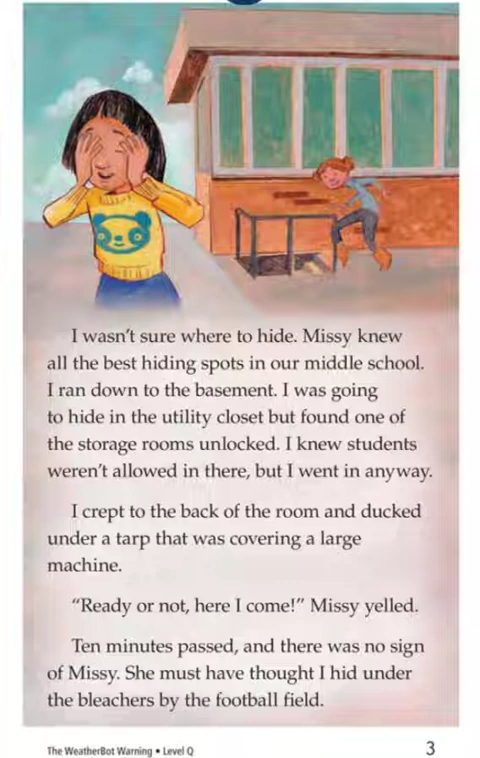 I wasn't sure where to hide. Missy knew
all the best hiding spots in our middle school.
I ran down to the basement. I was going
to hide in the utility closet but found one of
the storage rooms unlocked. I knew students
weren't allowed in there, but I went in anyway.
I crept to the back of the room and ducked
under a tarp that was covering a large
machine.
“Ready or not, here I come!” Missy yelled.
Ten minutes passed, and there was no sign
of Missy. She must have thought I hid under
the bleachers by the football field.
The WeatherBot Warning • Level Q
3